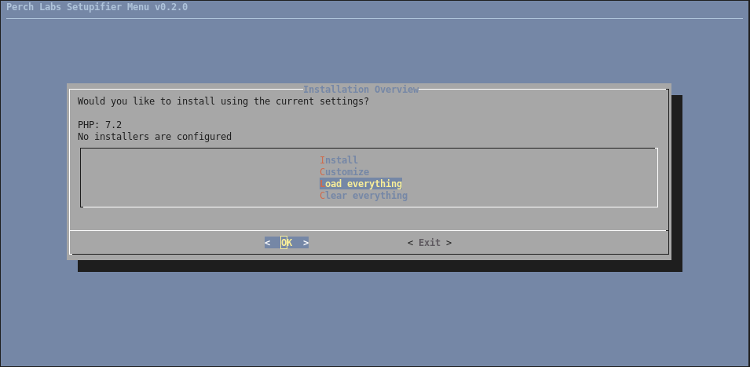 Perch Labs Setupifier Menu v0.2.0
Installation Overview
Would you like to install using the current settings?
PHP: 7.2
No installers are configured
Install
Customize
Load everything
Clear everything
< OK > < Exit >